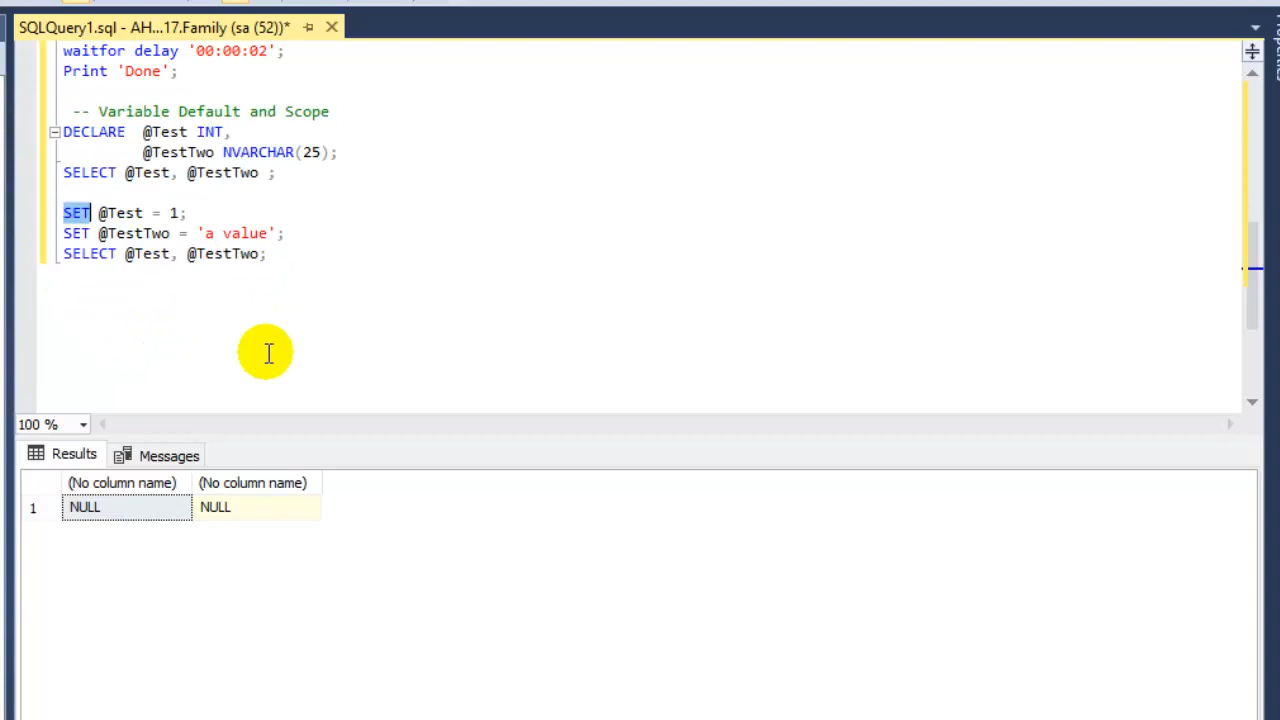 SQLQuery1.sql - AH...17.Family (sa (52))*
waitfor delay '00:00:02';
Print 'Done';
-- Variable Default and Scope
DECLARE @Test INT,
@TestTwo NVARCHAR(25);
SELECT @Test, @TestTwo ;
SET @Test = 1;
SET @TestTwo = 'a value';
SELECT @Test, @TestTwo;
100 %
Results Messages
(No column name) (No column name)
1 NULL NULL